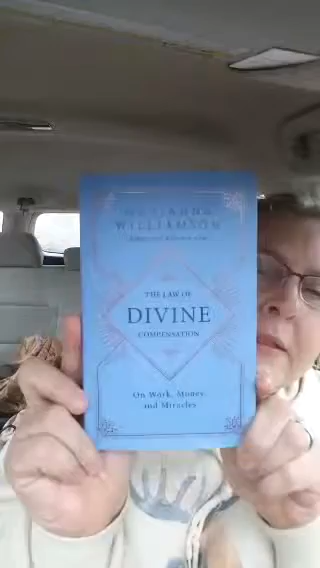 MARIANNE
WILLIAMSON
THE LAW OF
DIVINE
COMPENSATION
On Work, Money,
and Miracles